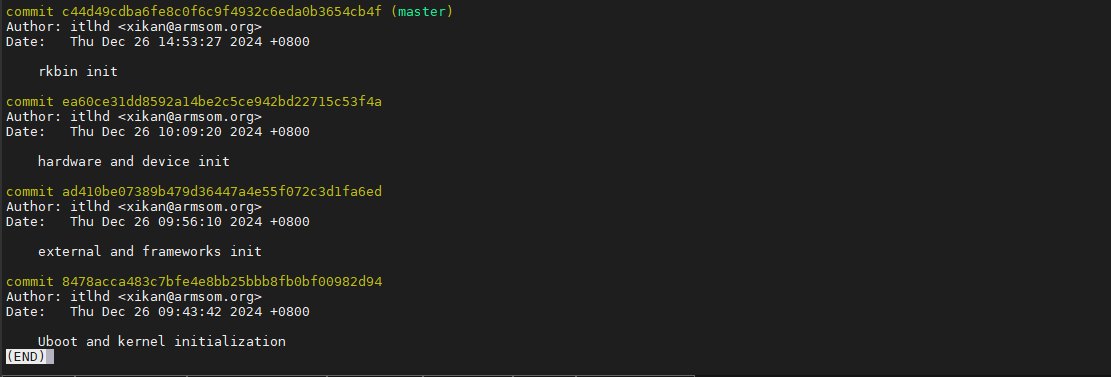 commit c44d49cdba6fe8c0f6c9f4932c6eda0b3654cb4f (master)
Author: itlhd <xikan@armsom.org>
Date:   Thu Dec 26 14:53:27 2024 +0800
rkbin init
commit ea60ce31dd8592a14be2c5ce942bd22715c53f4a
Author: itlhd <xikan@armsom.org>
Date:   Thu Dec 26 10:09:20 2024 +0800
hardware and device init
commit ad410be07389b479d36447a4e55f072c3d1fa6ed
Author: itlhd <xikan@armsom.org>
Date:   Thu Dec 26 09:56:10 2024 +0800
external and frameworks init
commit 8478acca483c7bfe4e8bb25bbb8fb0bf00982d94
Author: itlhd <xikan@armsom.org>
Date:   Thu Dec 26 09:43:42 2024 +0800
Uboot and kernel initialization
(END)